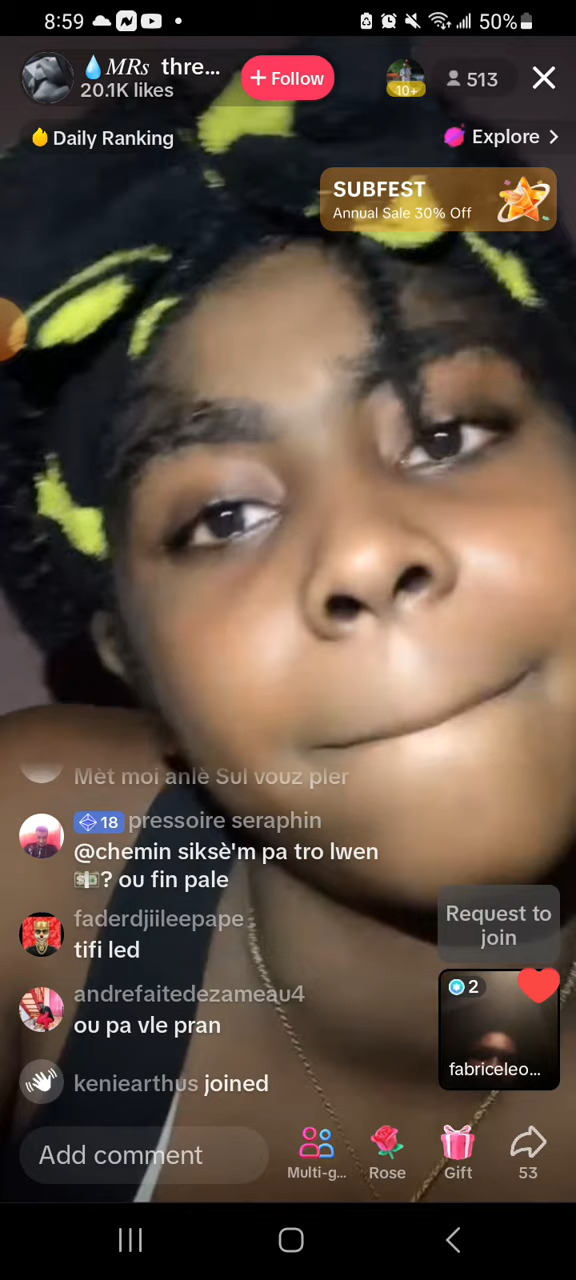 8:59
50%
💧MRs thre...
20.1K likes
+ Follow
10+
513
Daily Ranking
Explore
SUBFEST
Annual Sale 30% Off
Mèt moi anlè Sul vouz pler
18 pressoire seraphin
@chemin siksè'm pa tro lwen
💵? ou fin pale
faderdjiileepape
tifi led
andrefaitedezameau4
ou pa vle pran
keniearthus joined
Request to
join
2
fabriceleo...
Add comment
Multi-g...
Rose
Gift
53